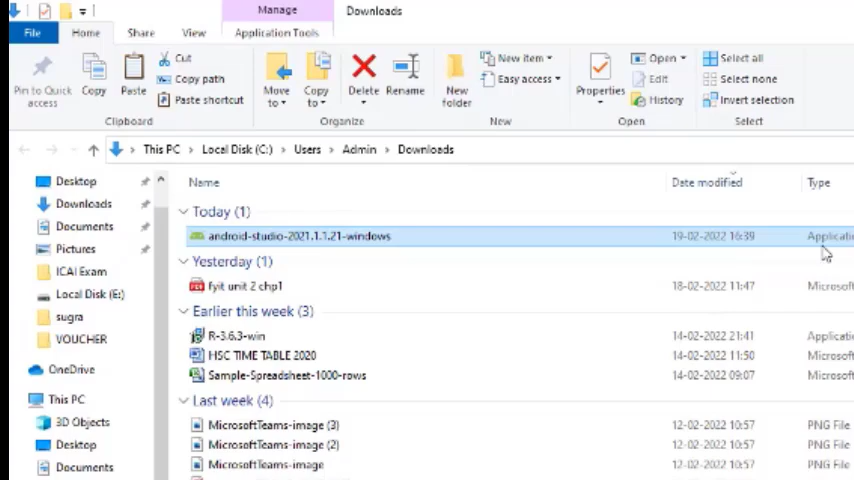 Manage
Downloads
File
Home
Share
View
Application Tools
Pin to Quick access
Copy
Paste
Cut
Copy path
Paste shortcut
Move to
Copy to
Delete
Rename
New folder
New item
Easy access
Properties
Open
Edit
History
Select all
Select none
Invert selection
Clipboard
Organize
New
Open
Select
This PC > Local Disk (C:) > Users > Admin > Downloads
Name
Date modified
Type
Desktop
Downloads
Documents
Pictures
ICAI Exam
Local Disk (E:)
sugra
VOUCHER
OneDrive
This PC
3D Objects
Desktop
Documents
Today (1)
android-studio-2021.1.1.21-windows 19-02-2022 16:39 Applicati
Yesterday (1)
fyit unit 2 chp1 18-02-2022 11:47 Microsof
Earlier this week (3)
R-3.6.3-win 14-02-2022 21:41 Applicati
HSC TIME TABLE 2020 14-02-2022 11:50 Microsof
Sample-Spreadsheet-1000-rows 14-02-2022 09:07 Microsof
Last week (4)
MicrosoftTeams-image (3) 12-02-2022 10:57 PNG File
MicrosoftTeams-image (2) 12-02-2022 10:57 PNG File
MicrosoftTeams-image 12-02-2022 10:57 PNG File